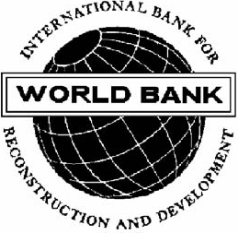 INTERNATIONAL BANK FOR
WORLD BANK
RECONSTRUCTION AND DEVELOPMENT